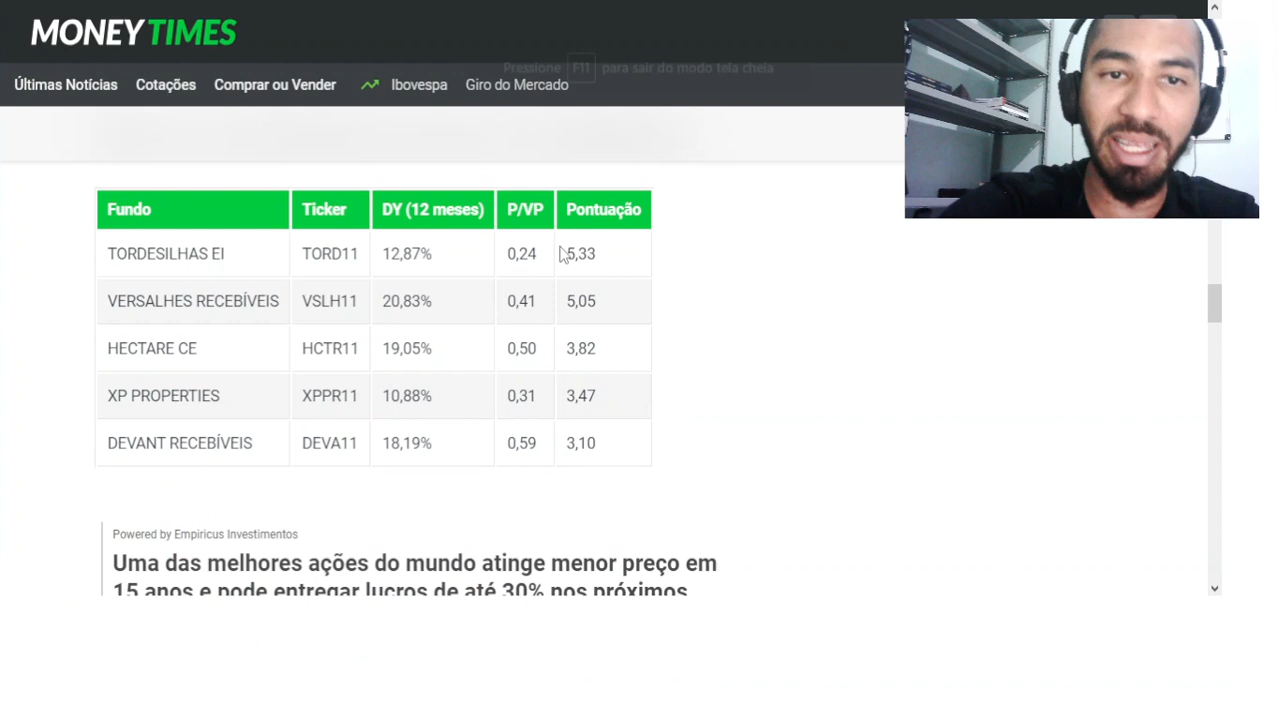 MONEY TIMES
Pressione F11 para sair do modo tela cheia
Últimas Notícias Cotações Comprar ou Vender Ibovespa Giro do Mercado
Fundo Ticker DY (12 meses) P/VP Pontuação
TORDESILHAS EI TORD11 12,87% 0,24 5,33
VERSALHES RECEBÍVEIS VSLH11 20,83% 0,41 5,05
HECTARE CE HCTR11 19,05% 0,50 3,82
XP PROPERTIES XPPR11 10,88% 0,31 3,47
DEVANT RECEBÍVEIS DEVA11 18,19% 0,59 3,10
Powered by Empiricus Investimentos
Uma das melhores ações do mundo atinge menor preço em
15 anos e pode entregar lucros de até 30% nos próximos